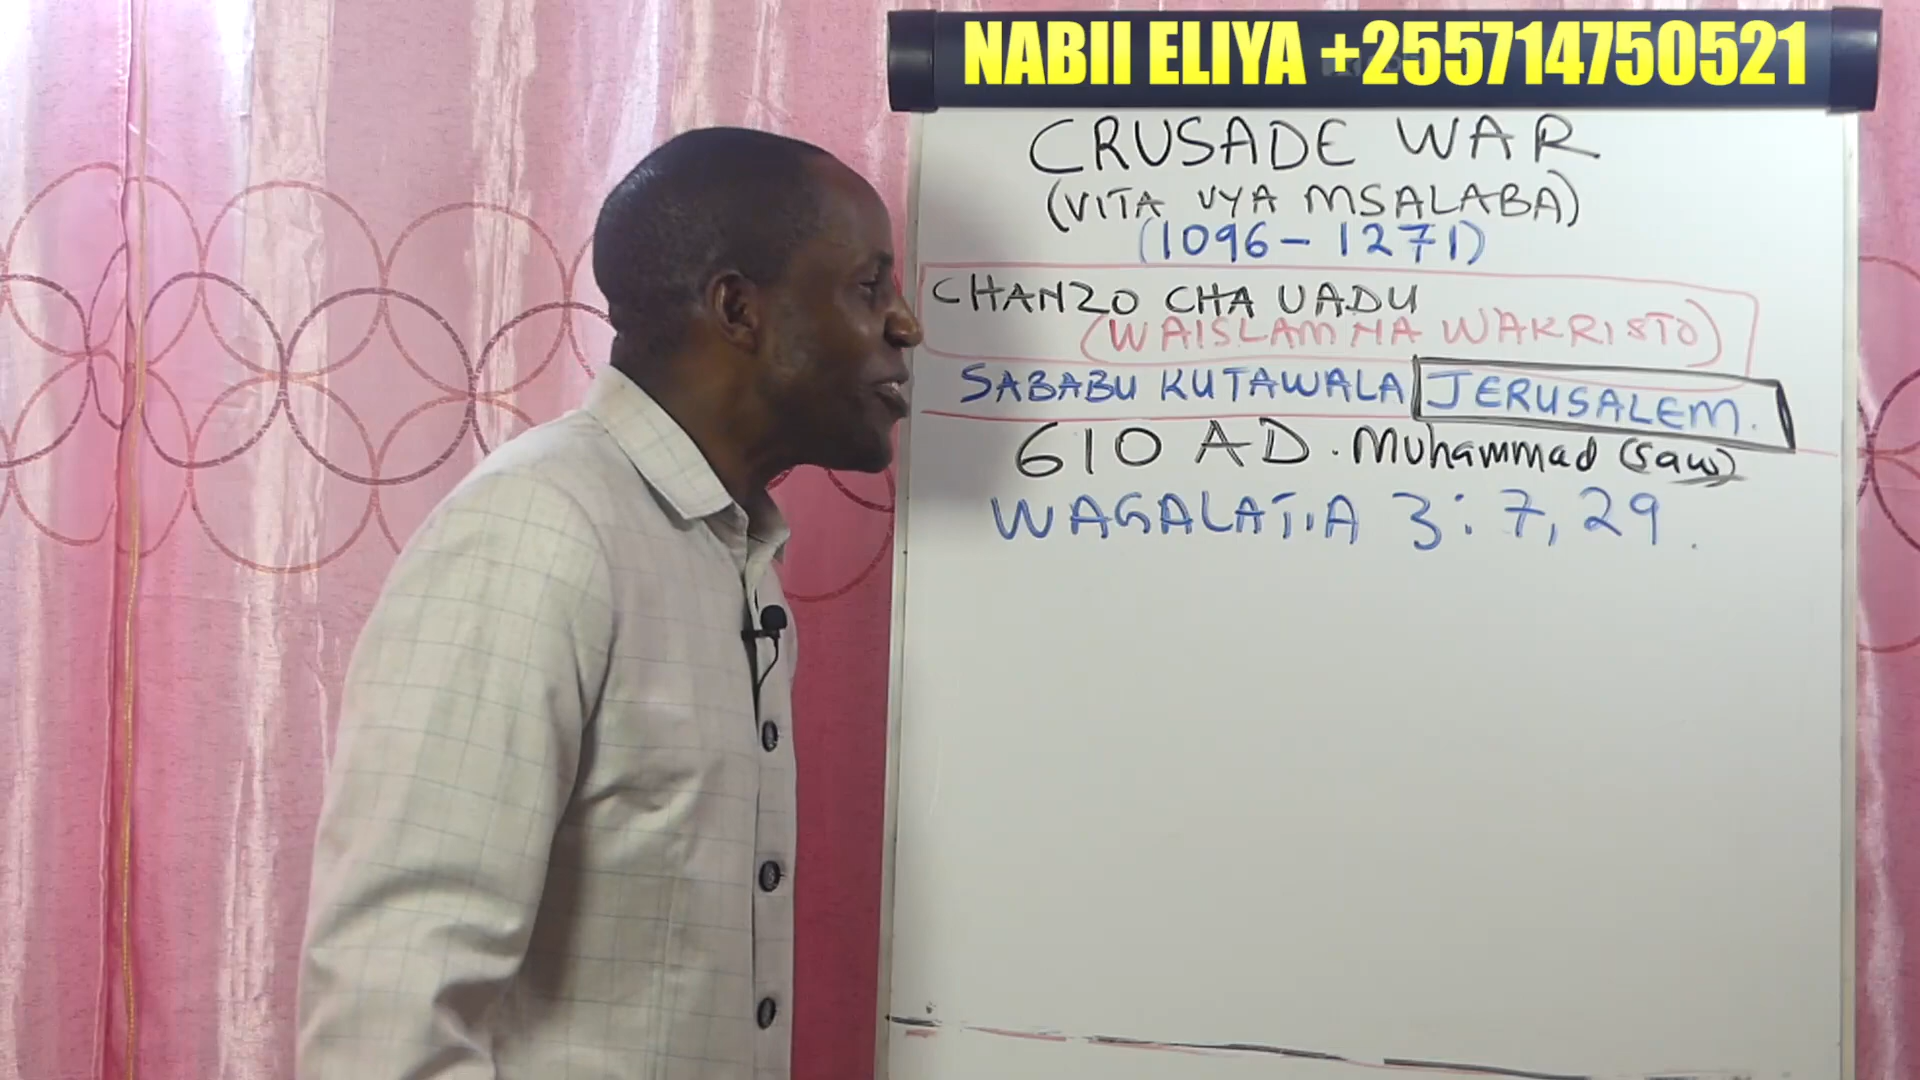 NABII ELIYA +255714750521
CRUSADE WAR
(VITA VYA MSALABA)
(1096 - 1271)
CHANZO CHA UADU
(WAISLAM NA WAKRISTO)
SABABU KUTAWALA JERUSALEM.
610 AD. Muhammad (saw)
WAGALATIA 3:7,29.